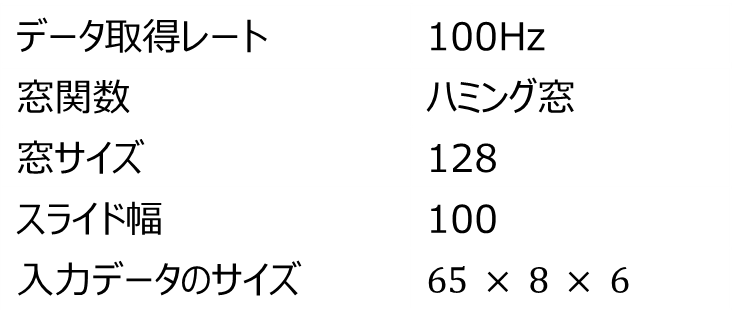 データ取得レート 100Hz
窓関数 ハミング窓
窓サイズ 128
スライド幅 100
入力データのサイズ 65 × 8 × 6